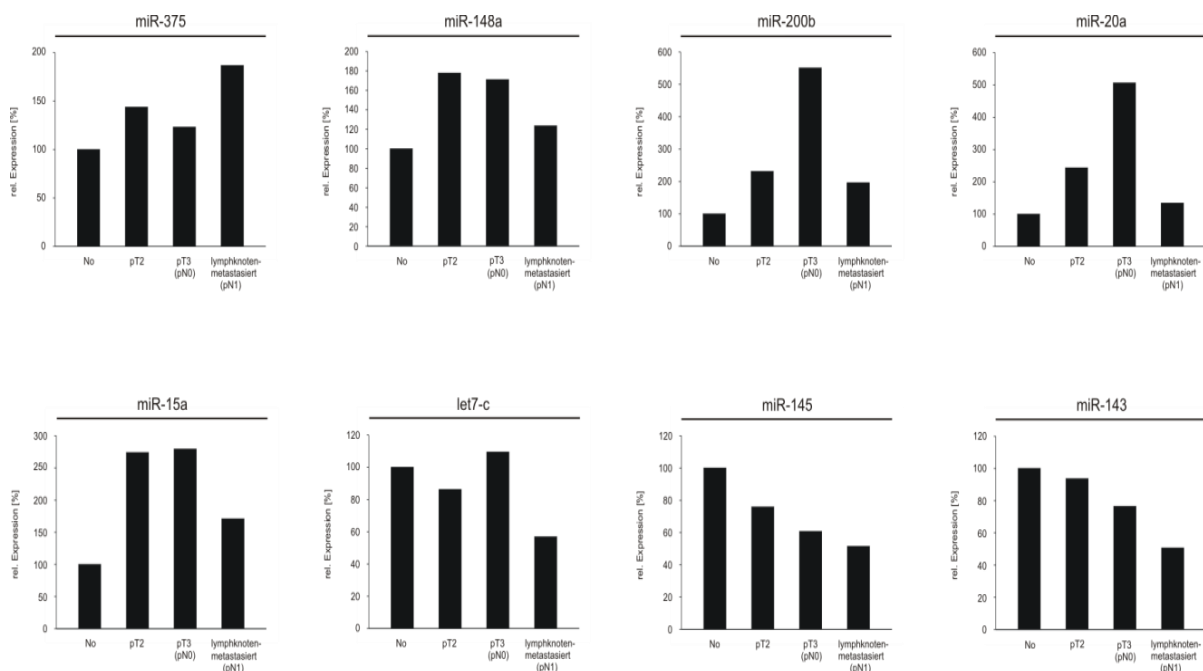 miR-375
miR-148a
miR-200b
miR-20a
rel. Expression [%]
200
150
100
50
0
No
pT2
pT3
(pN0)
lymphknoten-
metastasiert
(pN1)
rel. Expression [%]
200
180
160
140
120
100
80
60
40
20
0
No
pT2
pT3
(pN0)
lymphknoten-
metastasiert
(pN1)
rel. Expression [%]
600
500
400
300
200
100
0
No
pT2
pT3
(pN0)
lymphknoten-
metastasiert
(pN1)
rel. Expression [%]
600
500
400
300
200
100
0
No
pT2
pT3
(pN0)
lymphknoten-
metastasiert
(pN1)
miR-15a
let7-c
miR-145
miR-143
rel. Expression [%]
300
250
200
150
100
50
0
No
pT2
pT3
(pN0)
lymphknoten-
metastasiert
(pN1)
rel. Expression [%]
120
100
80
60
40
20
0
No
pT2
pT3
(pN0)
lymphknoten-
metastasiert
(pN1)
rel. Expression [%]
120
100
80
60
40
20
0
No
pT2
pT3
(pN0)
lymphknoten-
metastasiert
(pN1)
rel. Expression [%]
120
100
80
60
40
20
0
No
pT2
pT3
(pN0)
lymphknoten-
metastasiert
(pN1)